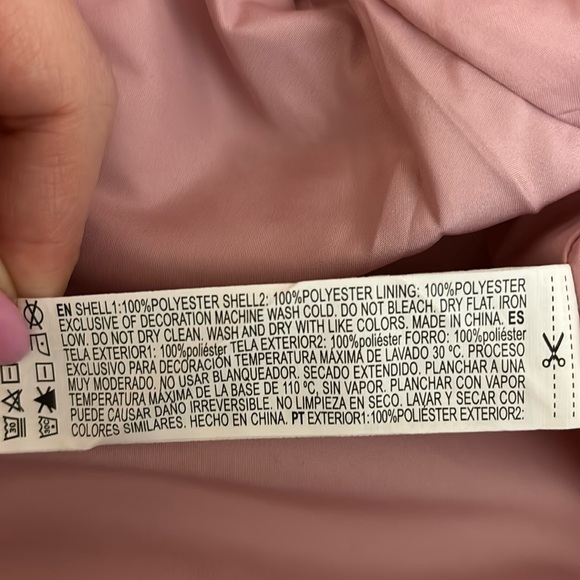 EN SHELL1:100%POLYESTER SHELL2: 100%POLYESTER LINING: 100%POLYESTER
EXCLUSIVE OF DECORATION MACHINE WASH COLD. DO NOT BLEACH. DRY FLAT. IRON
LOW. DO NOT DRY CLEAN. WASH AND DRY WITH LIKE COLORS. MADE IN CHINA. ES
TELA EXTERIOR1: 100% poliéster TELA EXTERIOR2: 100%poliéster FORRO: 100%poliéster
EXCLUSIVO PARA DECORACIÓN TEMPERATURA MÁXIMA DE LAVADO 30 ºC. PROCESO
MUY MODERADO. NO USAR BLANQUEADOR. SECADO EXTENDIDO. PLANCHAR A UNA
TEMPERATURA MÁXIMA DE LA BASE DE 110 ºC, SIN VAPOR. PLANCHAR CON VAPOR
PUEDE CAUSAR DAÑO IRREVERSIBLE. NO LIMPIEZA EN SECO. LAVAR Y SECAR CON
COLORES SIMILARES. HECHO EN CHINA. PT EXTERIOR1:100%POLIÉSTER EXTERIOR2: